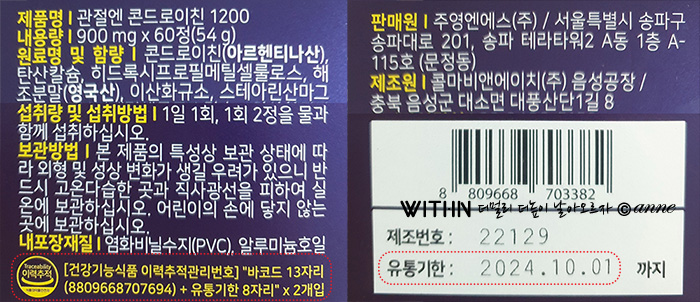 제품명 | 관절엔 콘드로이친 1200
내용량 | 900 mg x 60정(54 g)
원료명 및 함량 | 콘드로이친(아르헨티나산),
탄산칼슘, 히드록시프로필메틸셀룰로스, 해
조분말(영국산), 이산화규소, 스테아린산마그
섭취량 및 섭취방법 | 1일 1회, 1회 2정을 물과
함께 섭취하십시오.
보관방법 | 본 제품의 특성상 보관 상태에 따
라 외형 및 성상 변화가 생길 우려가 있으니 반
드시 고온다습한 곳과 직사광선을 피하여 실
온에 보관하십시오. 어린이의 손에 닿지 않는
곳에 보관하십시오.
내포장재질 | 염화비닐수지(PVC), 알루미늄호일
Traceability
이력추적
[건강기능식품 이력추적관리번호] "바코드 13자리
(8809668707694) + 유통기한 8자리" x 2개입
판매원 | 주영엔에스(주) / 서울특별시 송파구
송파대로 201, 송파 테라타워2 A동 1층 A-
115호 (문정동)
제조원 | 콜마비앤에이치(주) 음성공장 /
충북 음성군 대소면 대풍산단1길 8
8 809668 703382
WITHIN 더멀리 더높이 날아오르자 © anne
제조번호 : 22129
유통기한 : 2024.10.01 까지